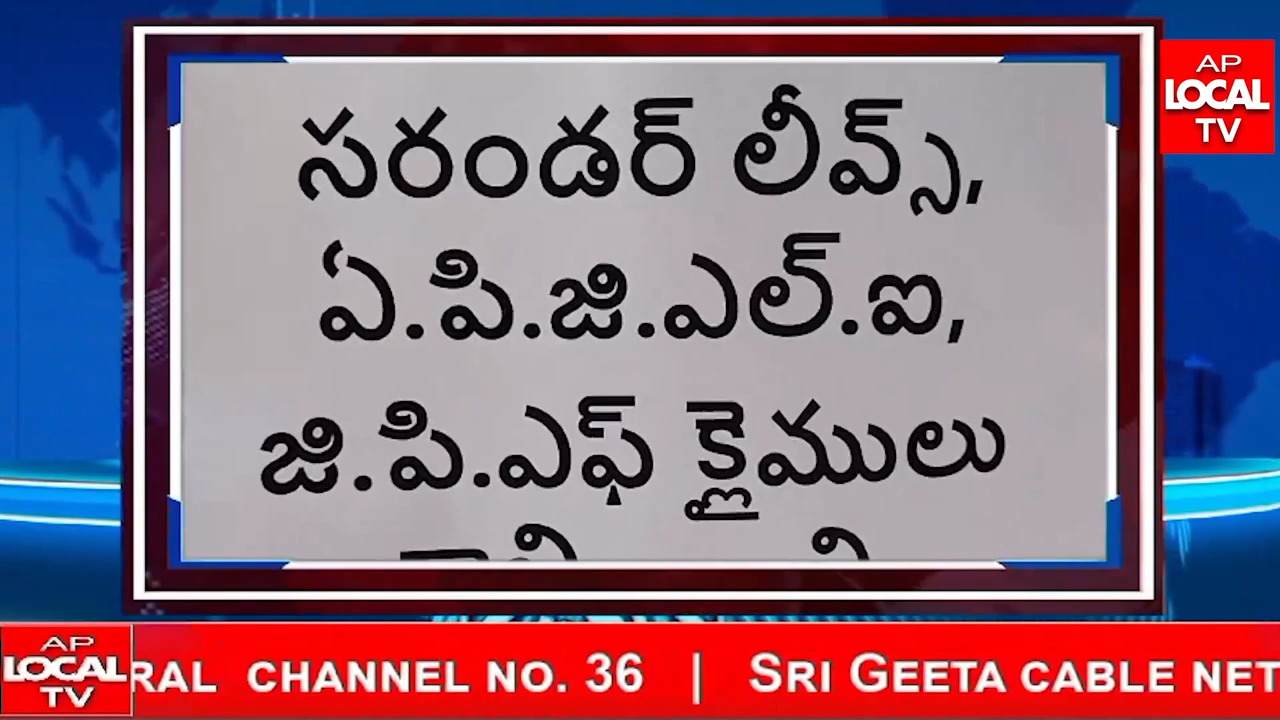 సరండర్ లీవ్స్,
ఏ.పి.జి.ఎల్.ఐ,
జి.పి.ఎఫ్ క్లైములు
AP
LOCAL
TV
AP
LOCAL
TV
RAL CHANNEL NO. 36 | SRI GEETA CABLE NET